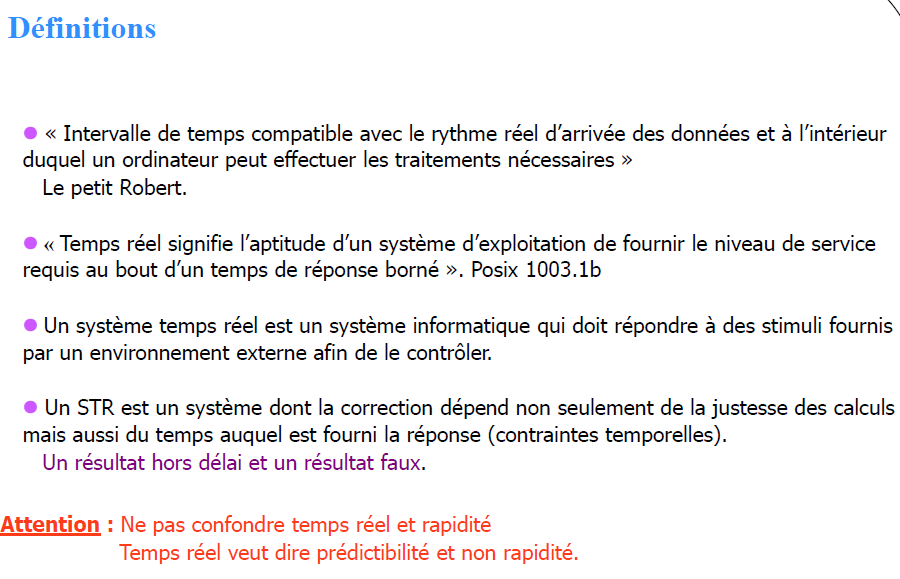 Définitions
● « Intervalle de temps compatible avec le rythme réel d’arrivée des données et à l’intérieur
duquel un ordinateur peut effectuer les traitements nécessaires »
Le petit Robert.
● « Temps réel signifie l’aptitude d’un système d’exploitation de fournir le niveau de service
requis au bout d’un temps de réponse borné ». Posix 1003.1b
● Un système temps réel est un système informatique qui doit répondre à des stimuli fournis
par un environnement externe afin de le contrôler.
● Un STR est un système dont la correction dépend non seulement de la justesse des calculs
mais aussi du temps auquel est fourni la réponse (contraintes temporelles).
Un résultat hors délai et un résultat faux.
Attention : Ne pas confondre temps réel et rapidité
Temps réel veut dire prédictibilité et non rapidité.